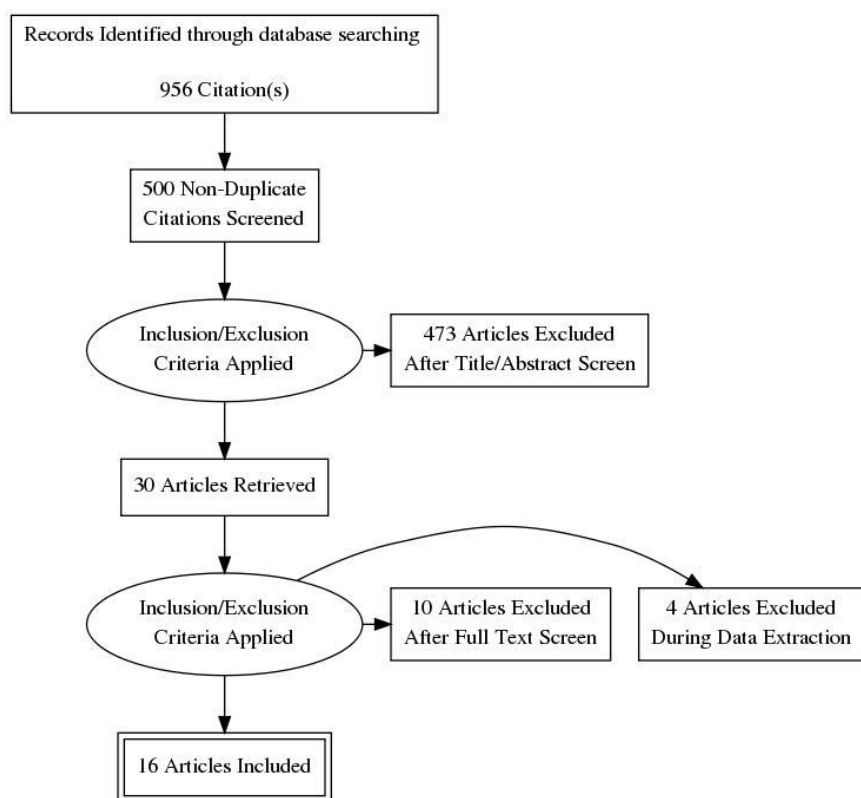 Records Identified through database searching
956 Citation(s)
500 Non-Duplicate
Citations Screened
Inclusion/Exclusion
Criteria Applied
473 Articles Excluded
After Title/Abstract Screen
30 Articles Retrieved
Inclusion/Exclusion
Criteria Applied
10 Articles Excluded
After Full Text Screen
4 Articles Excluded
During Data Extraction
16 Articles Included